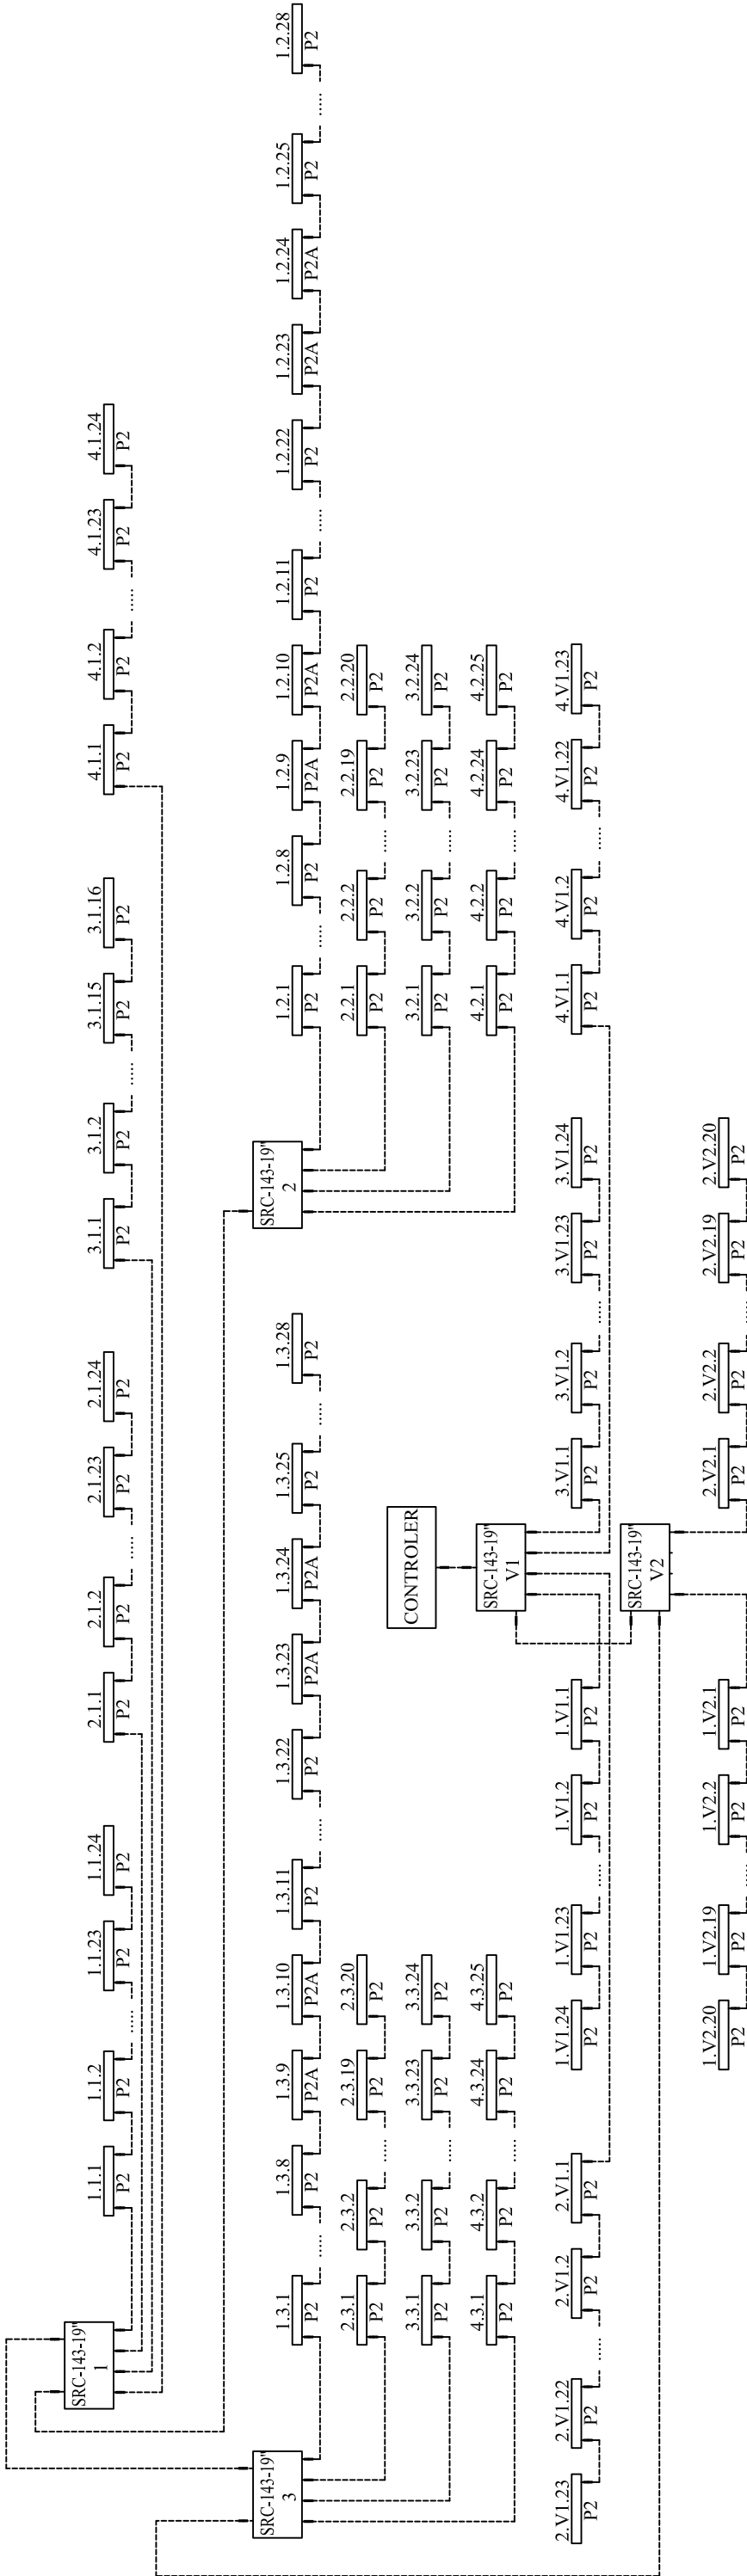 1.2.28
P2
.....
1.2.25
P2
1.2.24
P2A
1.2.23
P2A
1.2.22
P2
.....
1.2.11
P2
1.2.10
P2A
1.2.9
P2A
1.2.8
P2
.....
1.2.1
P2
4.1.24
P2
4.1.23
P2
.....
4.1.2
P2
4.1.1
P2
3.1.16
P2
3.1.15
P2
.....
3.1.2
P2
3.1.1
P2
2.1.24
P2
2.1.23
P2
.....
2.1.2
P2
2.1.1
P2
1.1.24
P2
1.1.23
P2
.....
1.1.2
P2
1.1.1
P2
SRC-143-19"
1
2.2.20
P2
2.2.19
P2
.....
2.2.2
P2
2.2.1
P2
3.2.24
P2
3.2.23
P2
.....
3.2.2
P2
3.2.1
P2
4.2.25
P2
4.2.24
P2
.....
4.2.2
P2
4.2.1
P2
SRC-143-19"
2
1.3.28
P2
.....
1.3.25
P2
1.3.24
P2A
1.3.23
P2A
1.3.22
P2
.....
1.3.11
P2
1.3.10
P2A
1.3.9
P2A
1.3.8
P2
.....
1.3.1
P2
2.3.20
P2
2.3.19
P2
.....
2.3.2
P2
2.3.1
P2
3.3.24
P2
3.3.23
P2
.....
3.3.2
P2
3.3.1
P2
4.3.25
P2
4.3.24
P2
.....
4.3.2
P2
4.3.1
P2
SRC-143-19"
3
CONTROLER
SRC-143-19"
V1
SRC-143-19"
V2
4.V1.23
P2
4.V1.22
P2
.....
4.V1.2
P2
4.V1.1
P2
3.V1.24
P2
3.V1.23
P2
.....
3.V1.2
P2
3.V1.1
P2
1.V1.1
P2
1.V1.2
P2
.....
1.V1.23
P2
1.V1.24
P2
2.V1.1
P2
2.V1.2
P2
.....
2.V1.22
P2
2.V1.23
P2
2.V2.20
P2
2.V2.19
P2
.....
2.V2.2
P2
2.V2.1
P2
1.V2.1
P2
1.V2.2
P2
.....
1.V2.19
P2
1.V2.20
P2